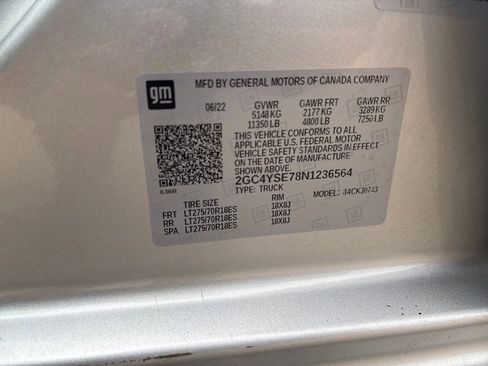 gm
MFD BY GENERAL MOTORS OF CANADA COMPANY
06/22 GVWR GAWR FRT GAWR RR
5148 KG 2177 KG 3289 KG
11350 LB 4800 LB 7250 LB
THIS VEHICLE CONFORMS TO ALL
APPLICABLE U.S. FEDERAL MOTOR
VEHICLE SAFETY STANDARDS IN EFFECT
ON THE DATE OF MANUFACTURE
SHOWN ABOVE.
2GC4YSE78N1236564
636R TYPE: TRUCK MODEL: 84CK30743
TIRE SIZE RIM
FRT LT275/70R18ES 18X8J
RR LT275/70R18ES 18X8J
SPA LT275/70R18ES 18X8J